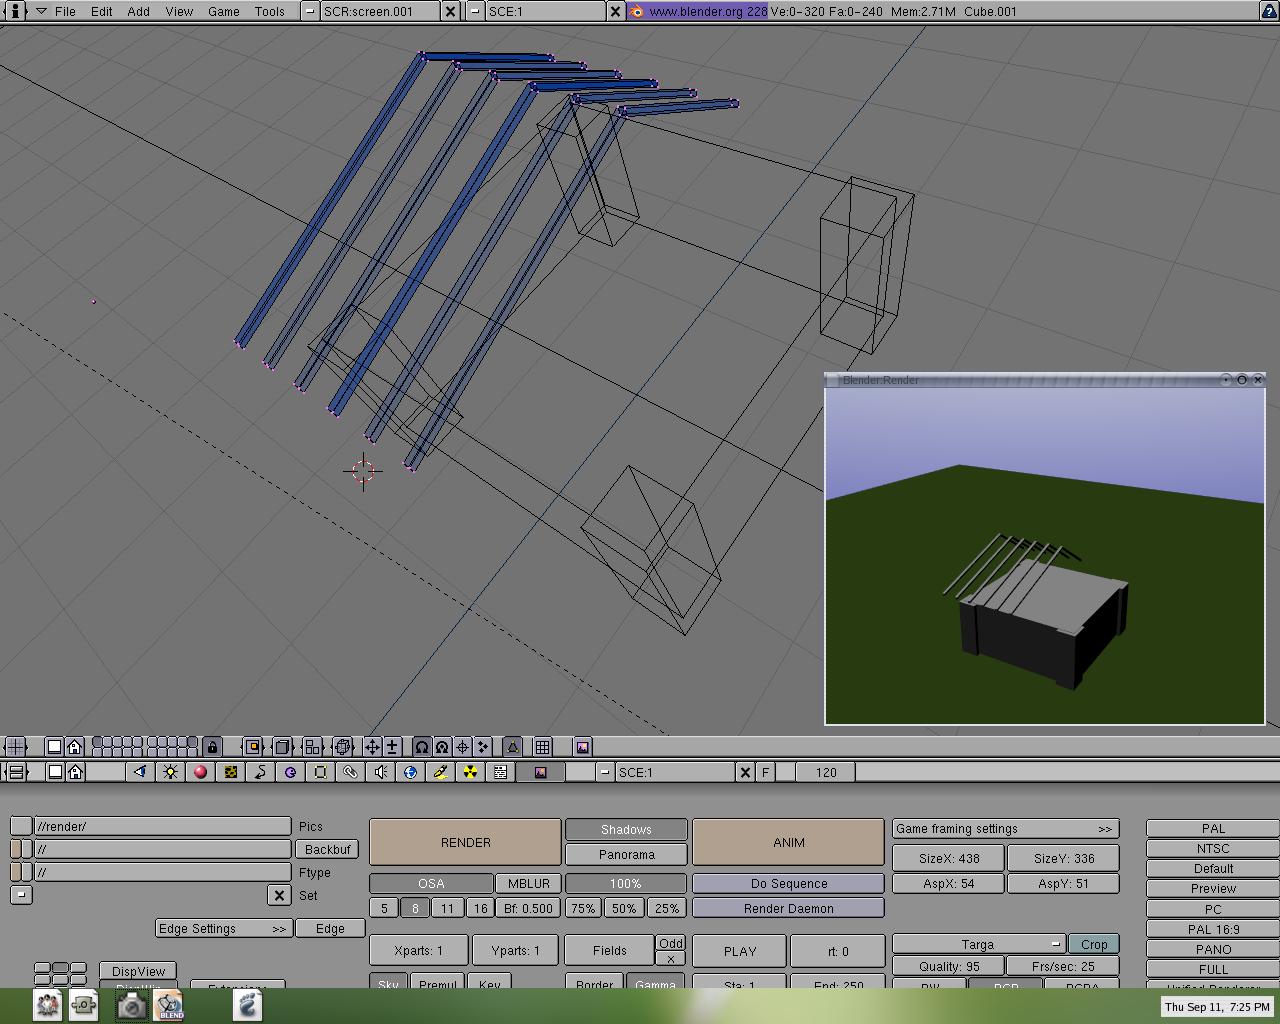 File Edit Add View Game Tools SCR:screen.001 SCE:1 www.blender.org 228 Ve:0-320 Fa:0-240 Mem:2.71M Cube.001
Blender:Render
SCE:1 F 120
//render/ Pics
// Backbuf
// Ftype
Set
Edge Settings >> Edge
DispView
RENDER
OSA MBLUR
5 8 11 16 Bf: 0.500
Xparts: 1 Yparts: 1
Sky Premul Key
Shadows
Panorama
100%
75% 50% 25%
Fields Odd
x
Border Gamma
ANIM
Do Sequence
Render Daemon
PLAY rt: 0
Sta: 1 End: 250
Game framing settings >>
SizeX: 438 SizeY: 336
AspX: 54 AspY: 51
Targa Crop
Quality: 95 Frs/sec: 25
BW RGB RGBA
PAL
NTSC
Default
Preview
PC
PAL 16:9
PANO
FULL
Unified Renderer
BLEND
Thu Sep 11, 7:25 PM